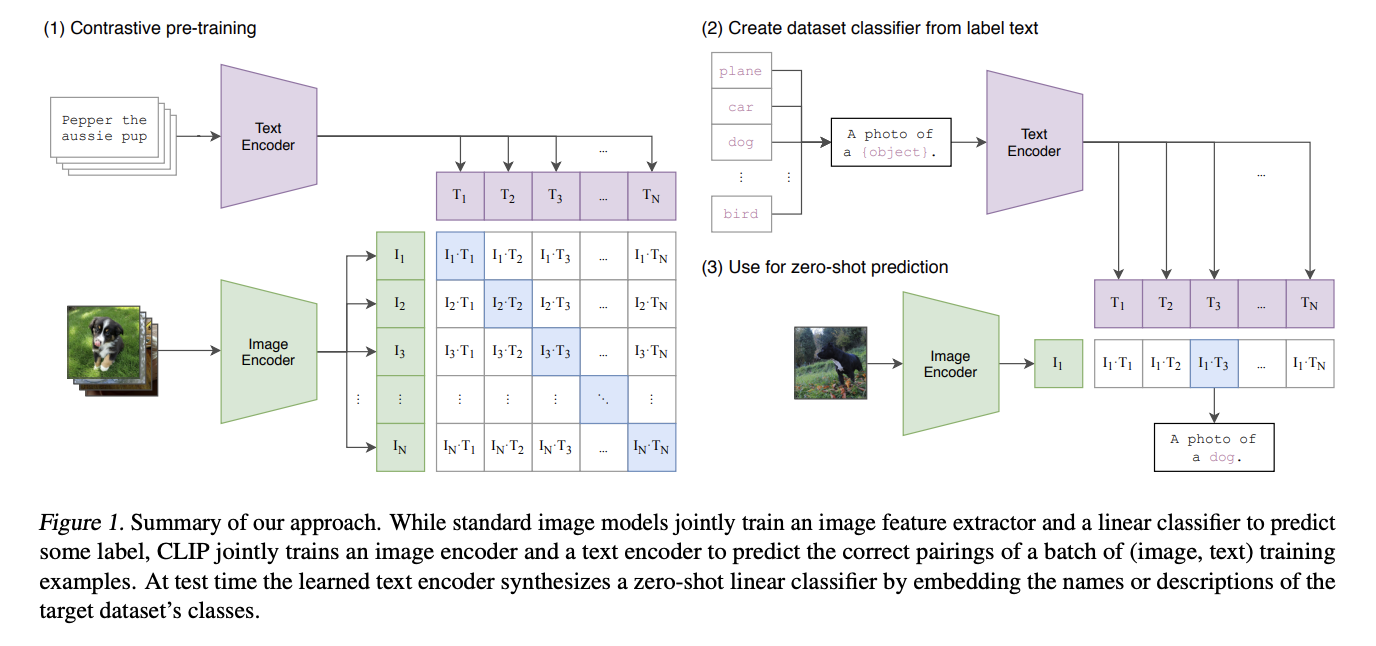 (1) Contrastive pre-training
Pepper the
aussie pup
Text
Encoder
...
T1 T2 T3 ... TN
Image
Encoder
I1 I1·T1 I1·T2 I1·T3 ... I1·TN
I2 I2·T1 I2·T2 I2·T3 ... I2·TN
I3 I3·T1 I3·T2 I3·T3 ... I3·TN
⋮ ⋮ ⋮ ⋮ ⋮ ⋱ ⋮
IN IN·T1 IN·T2 IN·T3 ... IN·TN
(2) Create dataset classifier from label text
plane
car
dog
⋮ ⋮
bird
A photo of
a {object}.
Text
Encoder
...
(3) Use for zero-shot prediction
Image
Encoder
T1 T2 T3 ... TN
I1 I1·T1 I1·T2 I1·T3 ... I1·TN
A photo of
a dog.
Figure 1. Summary of our approach. While standard image models jointly train an image feature extractor and a linear classifier to predict
some label, CLIP jointly trains an image encoder and a text encoder to predict the correct pairings of a batch of (image, text) training
examples. At test time the learned text encoder synthesizes a zero-shot linear classifier by embedding the names or descriptions of the
target dataset's classes.